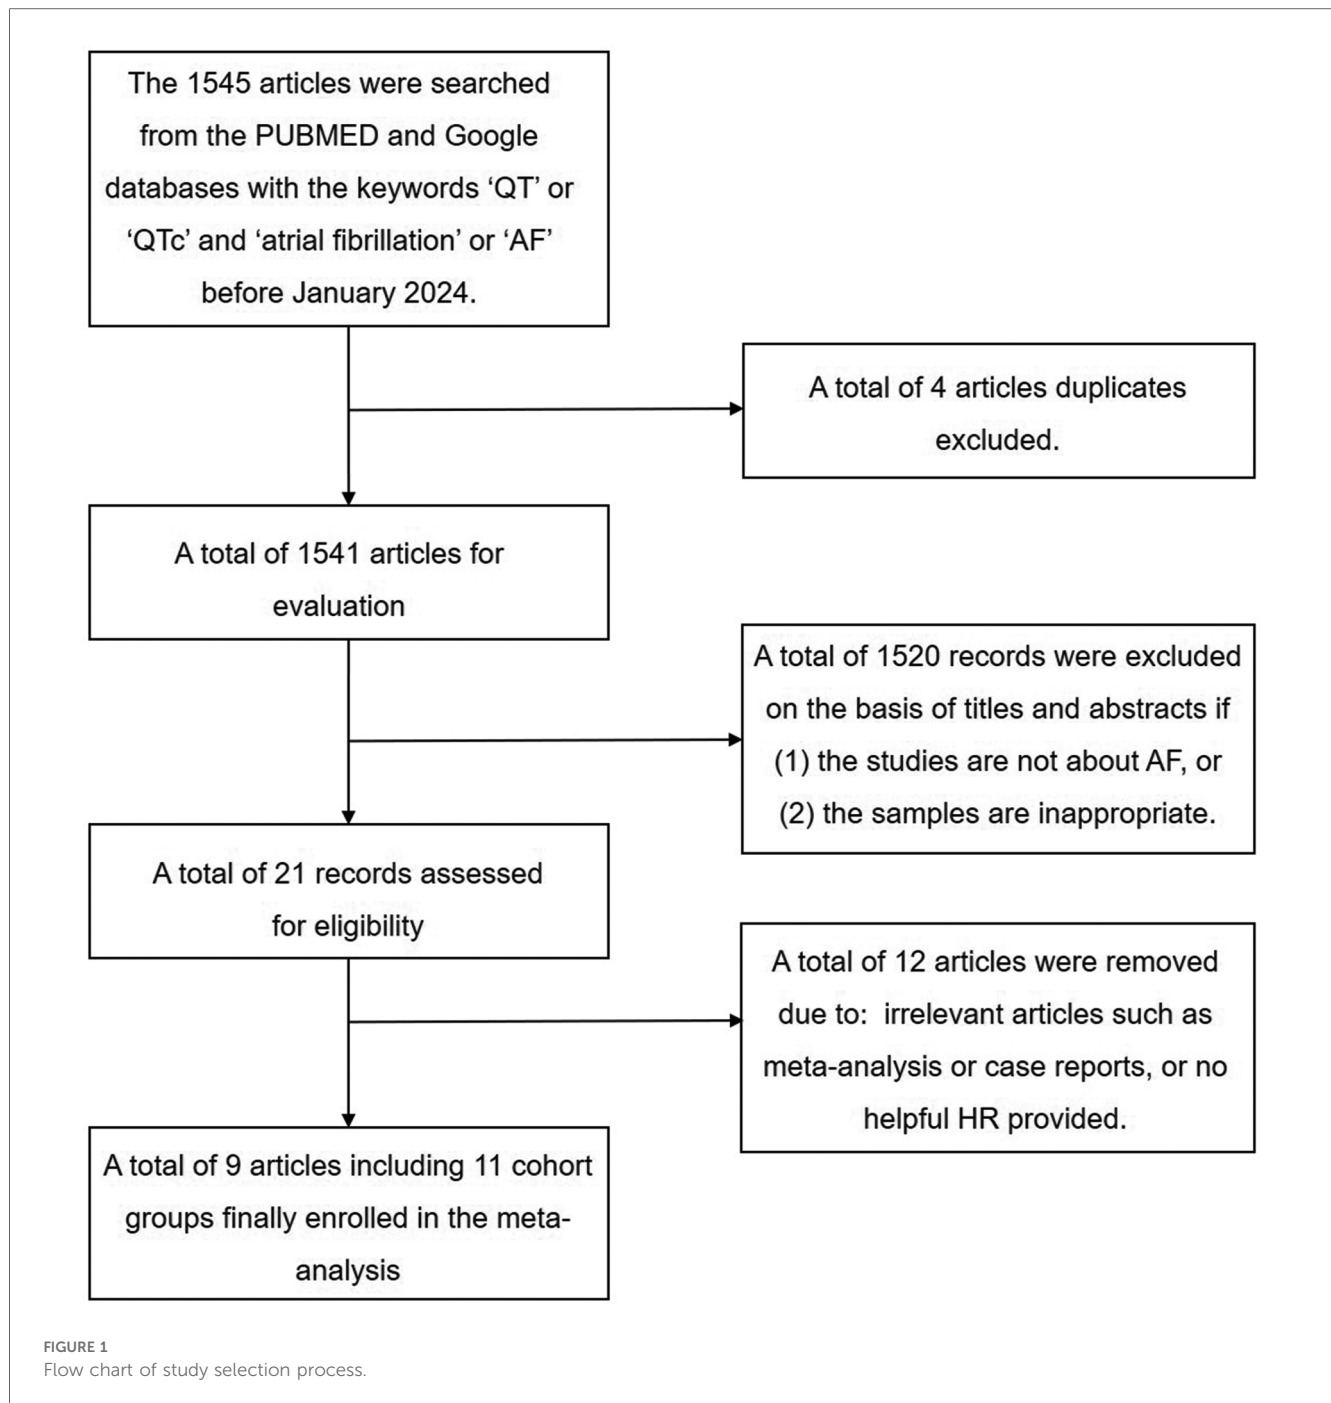 The 1545 articles were searched
from the PUBMED and Google
databases with the keywords ‘QT’ or
‘QTc’ and ‘atrial fibrillation’ or ‘AF’
before January 2024.
A total of 4 articles duplicates
excluded.
A total of 1541 articles for
evaluation
A total of 1520 records were excluded
on the basis of titles and abstracts if
(1) the studies are not about AF, or
(2) the samples are inappropriate.
A total of 21 records assessed
for eligibility
A total of 12 articles were removed
due to:  irrelevant articles such as
meta-analysis or case reports, or no
helpful HR provided.
A total of 9 articles including 11 cohort
groups finally enrolled in the meta-
analysis
FIGURE 1
Flow chart of study selection process.